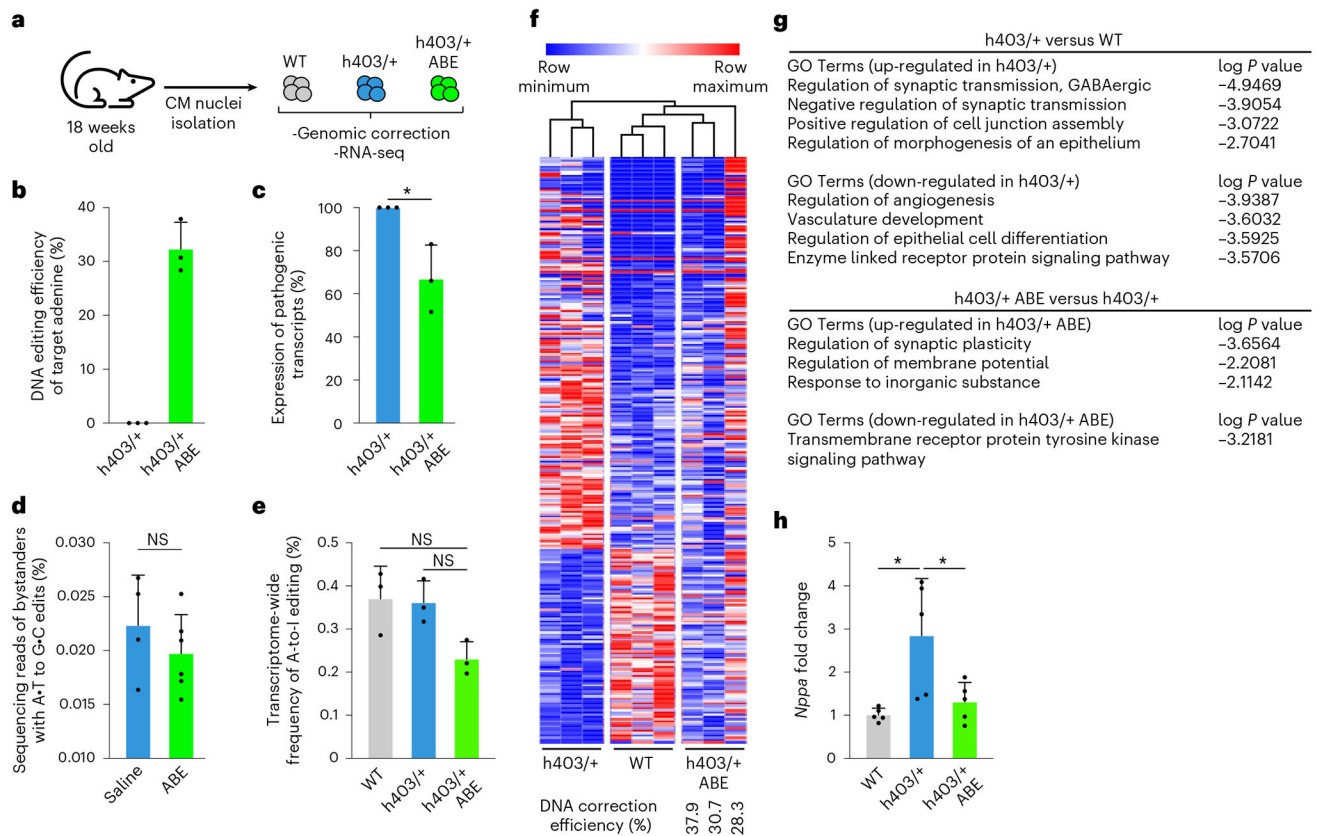 a
18 weeks
old
CM nuclei
isolation
WT
h403/+
h403/+
ABE
-Genomic correction
-RNA-seq
b
DNA editing efficiency
of target adenine (%)
40
30
20
10
0
h403/+
h403/+
ABE
c
Expression of pathogenic
transcripts (%)
100
80
60
40
20
0
*
h403/+
h403/+
ABE
d
Sequencing reads of bystanders
with A•T to G•C edits (%)
0.030
0.025
0.020
0.015
0.010
NS
Saline
ABE
e
Transcriptome-wide
frequency of A-to-I editing (%)
0.5
0.4
0.3
0.2
0.1
0
NS
NS
WT
h403/+
h403/+
ABE
f
Row
minimum
Row
maximum
h403/+
WT
h403/+
ABE
DNA correction
efficiency (%)
37.9
30.7
28.3
g
h403/+ versus WT
GO Terms (up-regulated in h403/+) log P value
Regulation of synaptic transmission, GABAergic –4.9469
Negative regulation of synaptic transmission –3.9054
Positive regulation of cell junction assembly –3.0722
Regulation of morphogenesis of an epithelium –2.7041
GO Terms (down-regulated in h403/+) log P value
Regulation of angiogenesis –3.9387
Vasculature development –3.6032
Regulation of epithelial cell differentiation –3.5925
Enzyme linked receptor protein signaling pathway –3.5706
h403/+ ABE versus h403/+
GO Terms (up-regulated in h403/+ ABE) log P value
Regulation of synaptic plasticity –3.6564
Regulation of membrane potential –2.2081
Response to inorganic substance –2.1142
GO Terms (down-regulated in h403/+ ABE) log P value
Transmembrane receptor protein tyrosine kinase –3.2181
signaling pathway
h
Nppa fold change
5
4
3
2
1
0
*
*
WT
h403/+
h403/+
ABE